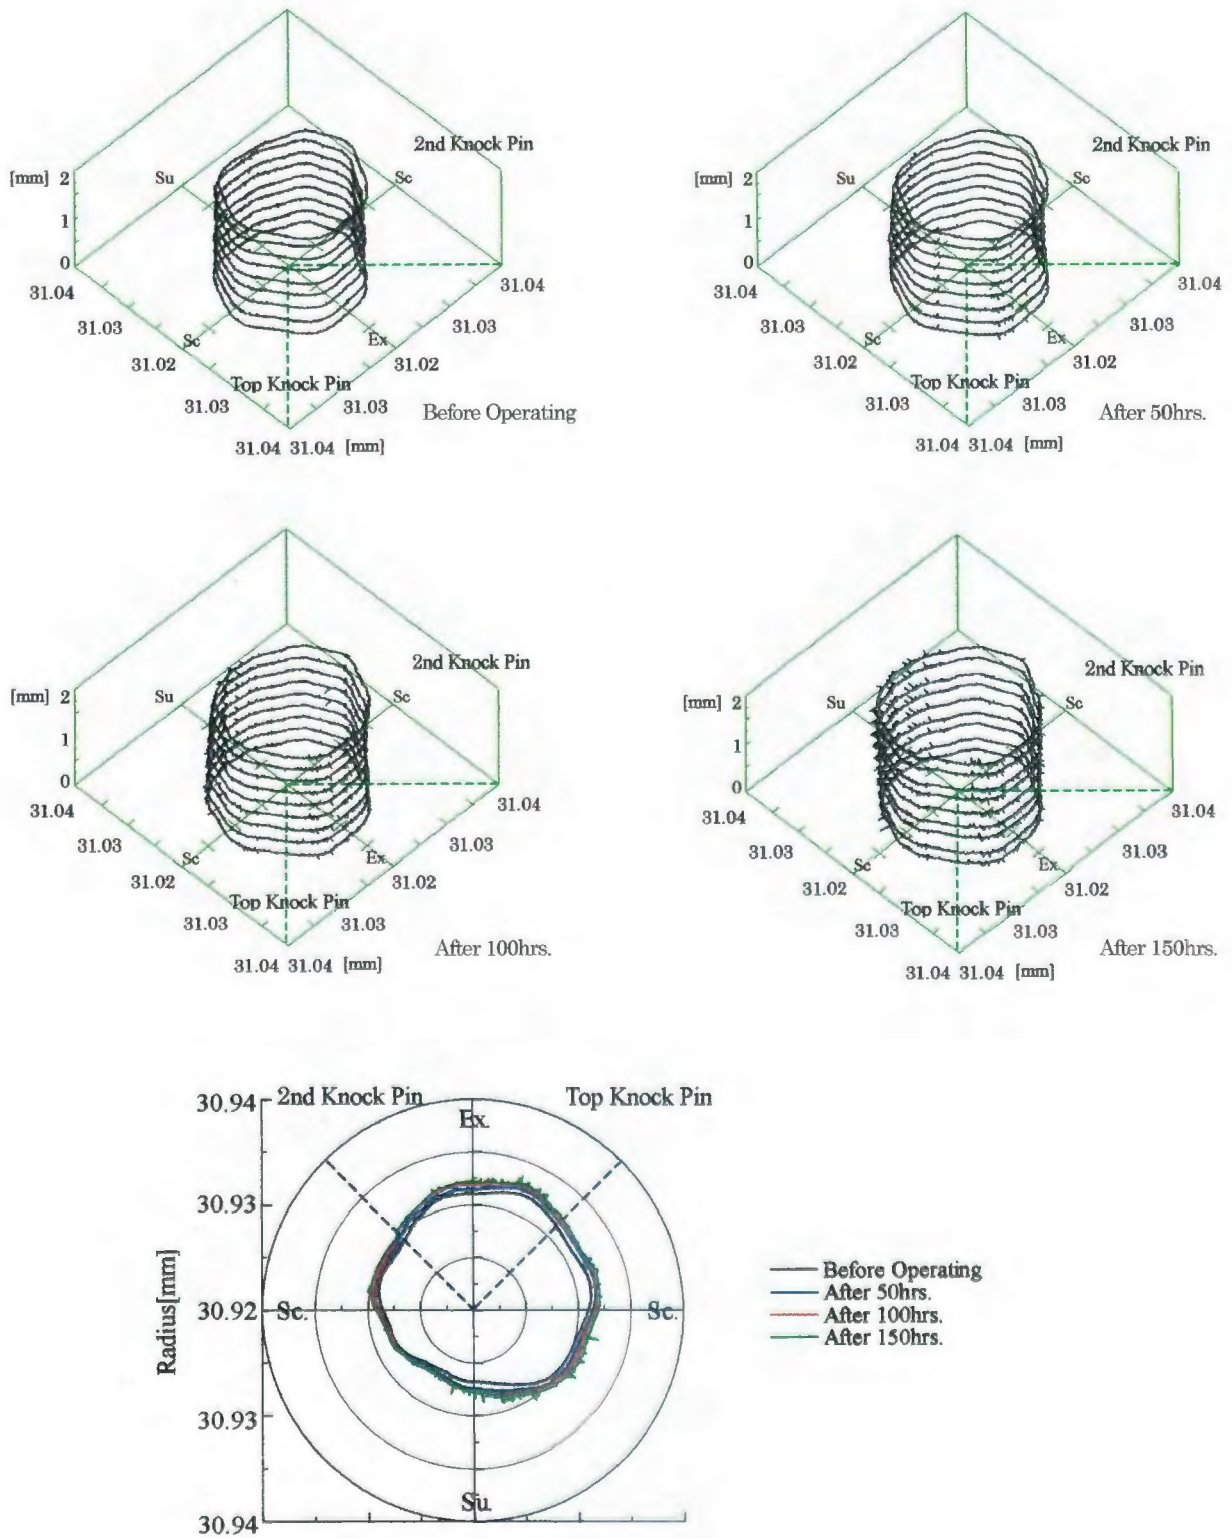 2nd Knock Pin
[mm] 2
Su
Sc
1
0
31.04
31.04
31.03
31.03
Sc
Ex
31.02
31.02
Top Knock Pin
31.03
31.03
Before Operating
31.04 31.04 [mm]
2nd Knock Pin
[mm] 2
Su
Sc
1
0
31.04
31.04
31.03
31.03
Sc
Ex
31.02
31.02
Top Knock Pin
31.03
31.03
After 50hrs.
31.04 31.04 [mm]
2nd Knock Pin
[mm] 2
Su
Sc
1
0
31.04
31.04
31.03
31.03
Sc
Ex
31.02
31.02
Top Knock Pin
31.03
31.03
After 100hrs.
31.04 31.04 [mm]
2nd Knock Pin
[mm] 2
Su
Sc
1
0
31.04
31.04
31.03
31.03
Sc
Ex
31.02
31.02
Top Knock Pin
31.03
31.03
After 150hrs.
31.04 31.04 [mm]
30.94
2nd Knock Pin
Top Knock Pin
Ex.
30.93
Radius[mm]
30.92
Sc.
Sc.
30.93
Su.
30.94
Before Operating
After 50hrs.
After 100hrs.
After 150hrs.